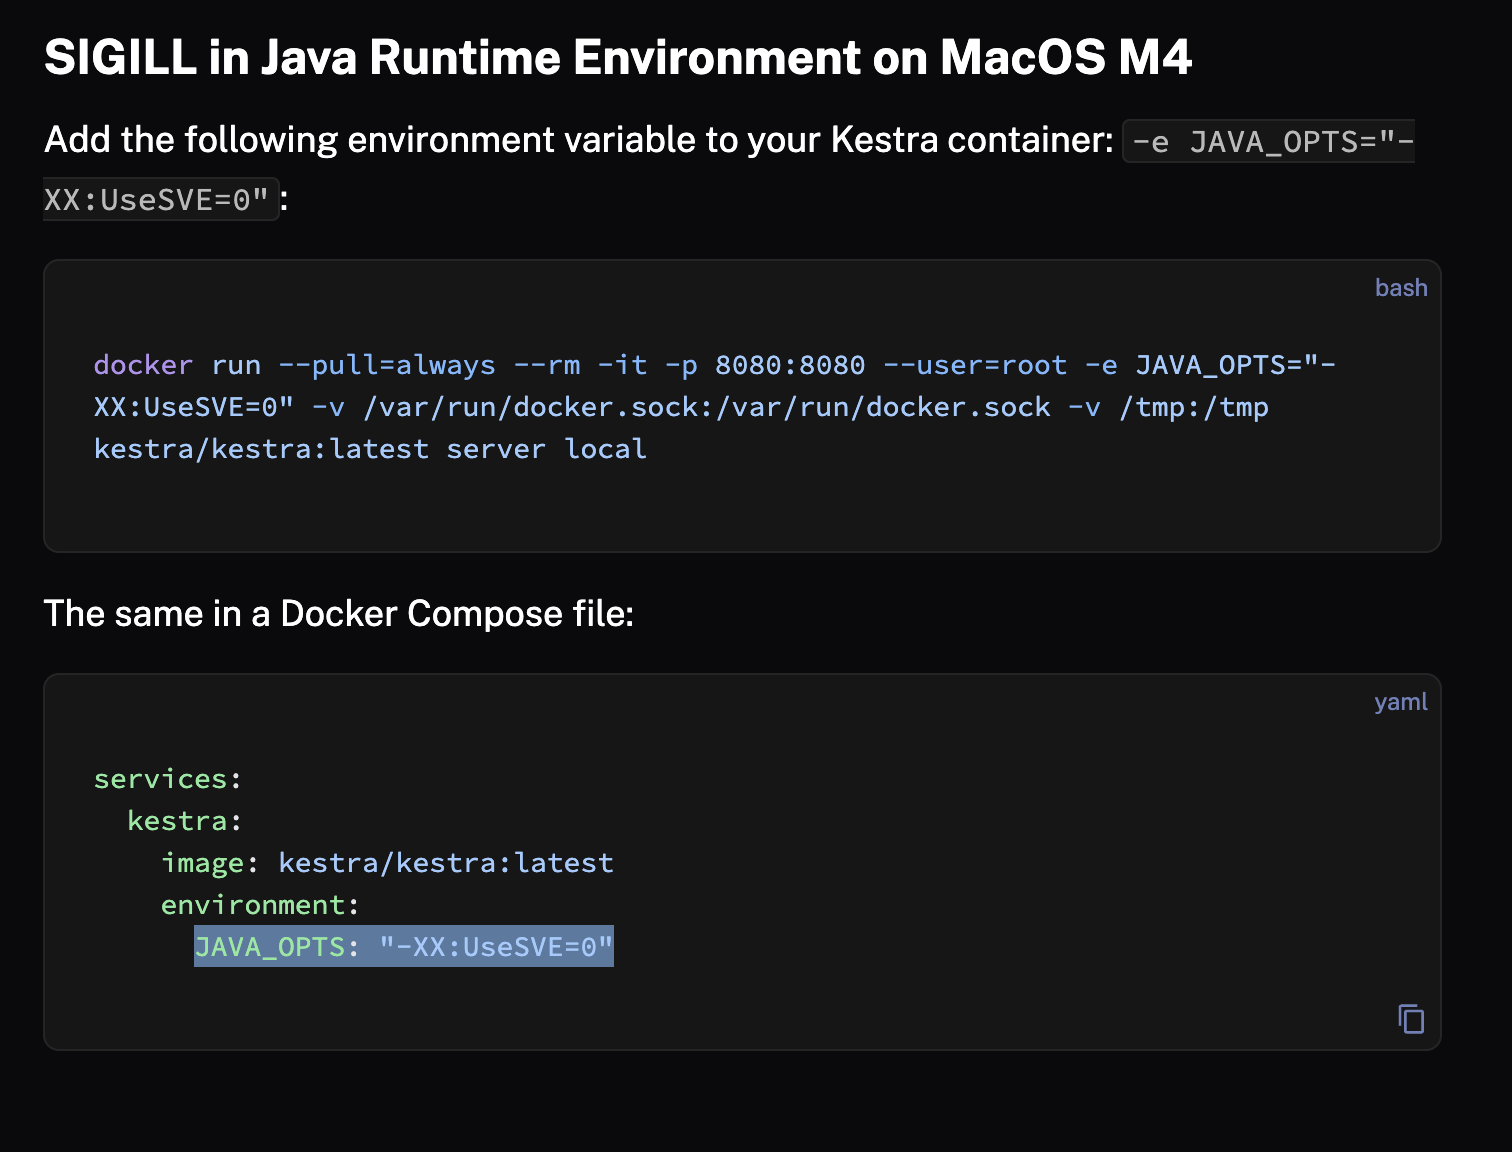 SIGILL in Java Runtime Environment on MacOS M4
Add the following environment variable to your Kestra container: -e JAVA_OPTS="-
XX:UseSVE=0":
bash
docker run --pull=always --rm -it -p 8080:8080 --user=root -e JAVA_OPTS="-
XX:UseSVE=0" -v /var/run/docker.sock:/var/run/docker.sock -v /tmp:/tmp
kestra/kestra:latest server local
The same in a Docker Compose file:
yaml
services:
  kestra:
    image: kestra/kestra:latest
    environment:
      JAVA_OPTS: "-XX:UseSVE=0"